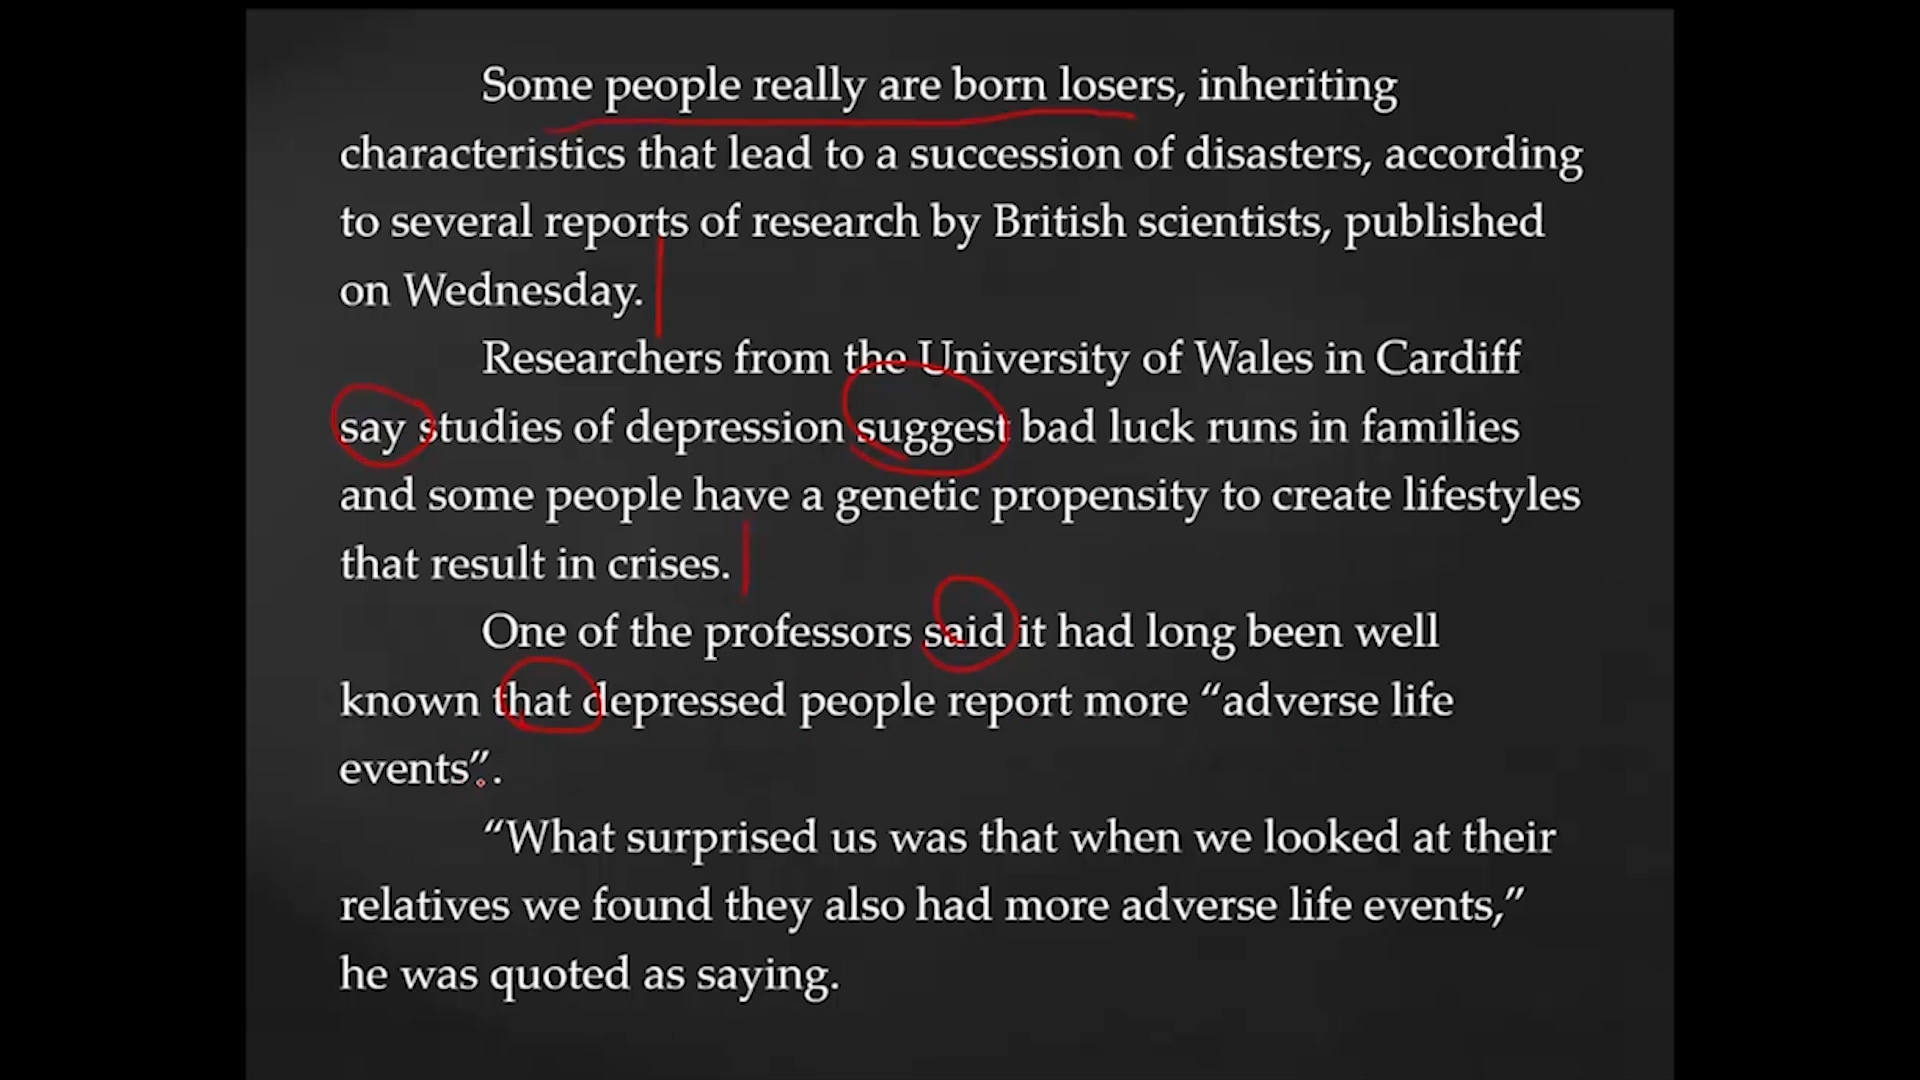 Some people really are born losers, inheriting
characteristics that lead to a succession of disasters, according
to several reports of research by British scientists, published
on Wednesday.
Researchers from the University of Wales in Cardiff
say studies of depression suggest bad luck runs in families
and some people have a genetic propensity to create lifestyles
that result in crises.
One of the professors said it had long been well
known that depressed people report more “adverse life
events”.
“What surprised us was that when we looked at their
relatives we found they also had more adverse life events,”
he was quoted as saying.